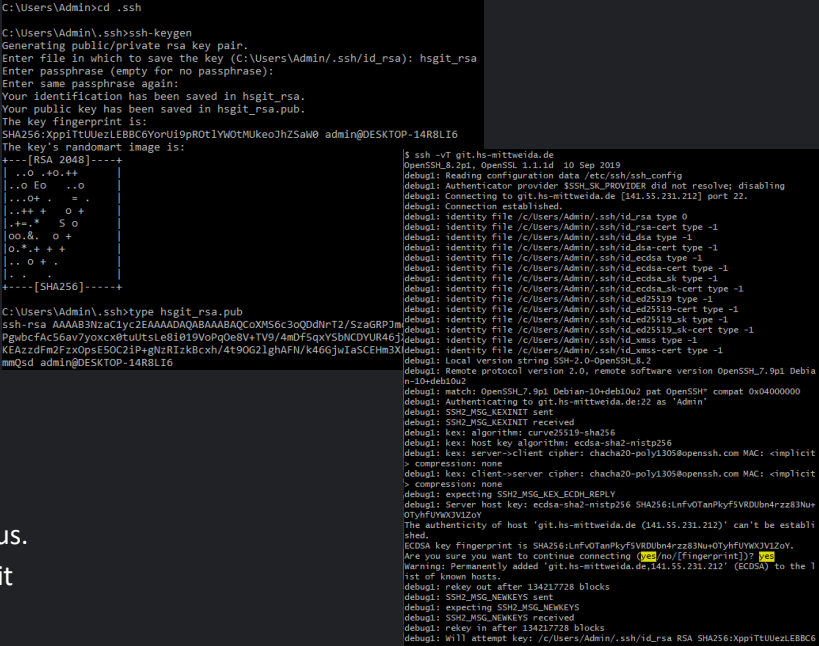 C:\Users\Admin>cd .ssh
C:\Users\Admin\.ssh>ssh-keygen
Generating public/private rsa key pair.
Enter file in which to save the key (C:\Users\Admin/.ssh/id_rsa): hsgit_rsa
Enter passphrase (empty for no passphrase):
Enter same passphrase again:
Your identification has been saved in hsgit_rsa.
Your public key has been saved in hsgit_rsa.pub.
The key fingerprint is:
SHA256:XppiTtUUezLEBBC6YorUi9pROtlYWOtMUkeoJhZSaW0 admin@DESKTOP-14R8LI6
The key's randomart image is:
+---[RSA 2048]----+
| ..o .+o.++      |
|..o Eo   ..o     |
|...o+ .   = .    |
|..++ +   o +     |
|.+=.*   S o      |
|oo.&.  o +       |
|o.*.+ + +        |
|.. o + .         |
|. .   .          |
+----[SHA256]-----+
C:\Users\Admin\.ssh>type hsgit_rsa.pub
ssh-rsa AAAAB3NzaC1yc2EAAAADAQABAAABAQCoXMS6c3oQDdNrT2/SzaGRPJm
PgwbcfAc56av7yoxcx0tuUtsLe8i019VoPqOe8V+TV9/4mDfSqxYSbNCDYUR46j
KEAzzdFm2FzxOpsE5OC2iP+gNzRIzkBcxh/4t9OG2lghAFN/k46GjwIaSCEHm3X
mmQsd admin@DESKTOP-14R8LI6
$ ssh -vT git.hs-mittweida.de
OpenSSH_8.2p1, OpenSSL 1.1.1d  10 Sep 2019
debug1: Reading configuration data /etc/ssh/ssh_config
debug1: Authenticator provider $SSH_SK_PROVIDER did not resolve; disabling
debug1: Connecting to git.hs-mittweida.de [141.55.231.212] port 22.
debug1: Connection established.
debug1: identity file /c/Users/Admin/.ssh/id_rsa type 0
debug1: identity file /c/Users/Admin/.ssh/id_rsa-cert type -1
debug1: identity file /c/Users/Admin/.ssh/id_dsa type -1
debug1: identity file /c/Users/Admin/.ssh/id_dsa-cert type -1
debug1: identity file /c/Users/Admin/.ssh/id_ecdsa type -1
debug1: identity file /c/Users/Admin/.ssh/id_ecdsa-cert type -1
debug1: identity file /c/Users/Admin/.ssh/id_ecdsa_sk type -1
debug1: identity file /c/Users/Admin/.ssh/id_ecdsa_sk-cert type -1
debug1: identity file /c/Users/Admin/.ssh/id_ed25519 type -1
debug1: identity file /c/Users/Admin/.ssh/id_ed25519-cert type -1
debug1: identity file /c/Users/Admin/.ssh/id_ed25519_sk type -1
debug1: identity file /c/Users/Admin/.ssh/id_ed25519_sk-cert type -1
debug1: identity file /c/Users/Admin/.ssh/id_xmss type -1
debug1: identity file /c/Users/Admin/.ssh/id_xmss-cert type -1
debug1: Local version string SSH-2.0-OpenSSH_8.2
debug1: Remote protocol version 2.0, remote software version OpenSSH_7.9p1 Debia
n-10+deb10u2
debug1: match: OpenSSH_7.9p1 Debian-10+deb10u2 pat OpenSSH* compat 0x04000000
debug1: Authenticating to git.hs-mittweida.de:22 as 'Admin'
debug1: SSH2_MSG_KEXINIT sent
debug1: SSH2_MSG_KEXINIT received
debug1: kex: algorithm: curve25519-sha256
debug1: kex: host key algorithm: ecdsa-sha2-nistp256
debug1: kex: server->client cipher: chacha20-poly1305@openssh.com MAC: <implicit
> compression: none
debug1: kex: client->server cipher: chacha20-poly1305@openssh.com MAC: <implicit
> compression: none
debug1: expecting SSH2_MSG_KEX_ECDH_REPLY
debug1: Server host key: ecdsa-sha2-nistp256 SHA256:LnfvOTanPkyf5VRDUbn4rzz83Nu+
OTyhfUYWXJV1ZoY
The authenticity of host 'git.hs-mittweida.de (141.55.231.212)' can't be establi
shed.
ECDSA key fingerprint is SHA256:LnfvOTanPkyf5VRDUbn4rzz83Nu+OTyhfUYWXJV1ZoY.
Are you sure you want to continue connecting (yes/no/[fingerprint])? yes
Warning: Permanently added 'git.hs-mittweida.de,141.55.231.212' (ECDSA) to the l
ist of known hosts.
debug1: rekey out after 134217728 blocks
debug1: SSH2_MSG_NEWKEYS sent
debug1: expecting SSH2_MSG_NEWKEYS
debug1: SSH2_MSG_NEWKEYS received
debug1: rekey in after 134217728 blocks
debug1: Will attempt key: /c/Users/Admin/.ssh/id_rsa RSA SHA256:XppiTtUUezLEBBC6
us.
it